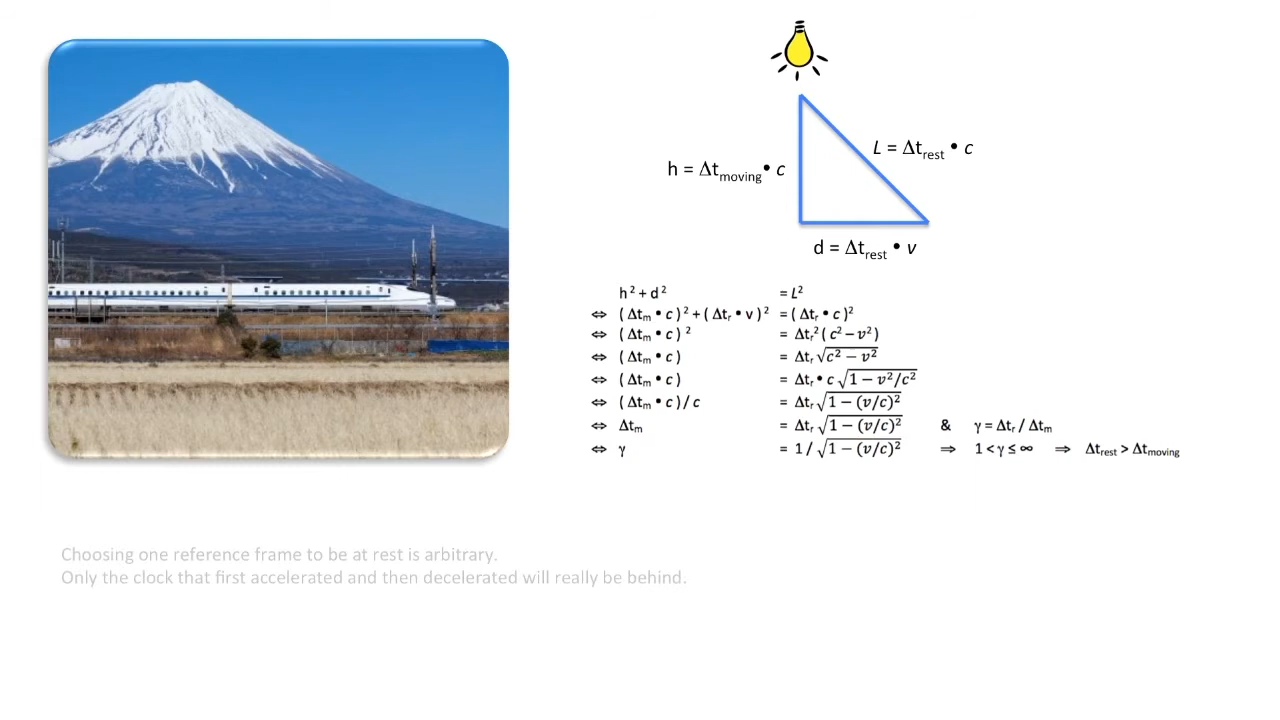 h = Δt_moving • c
L = Δt_rest • c
d = Δt_rest • v
h² + d² = L²
⇔ ( Δt_m • c )² + ( Δt_r • v )² = ( Δt_r • c )²
⇔ ( Δt_m • c ) ² = Δt_r² ( c² – v² )
⇔ ( Δt_m • c ) = Δt_r √(c² − v²)
⇔ ( Δt_m • c ) = Δt_r • c √(1 − v²/c²)
⇔ ( Δt_m • c ) / c = Δt_r √(1 − (v/c)²)
⇔ Δt_m = Δt_r √(1 − (v/c)²) & γ = Δt_r / Δt_m
⇔ γ = 1 / √(1 − (v/c)²) ⇒ 1 < γ ≤ ∞ ⇒ Δt_rest > Δt_moving
Choosing one reference frame to be at rest is arbitrary.
Only the clock that first accelerated and then decelerated will really be behind.